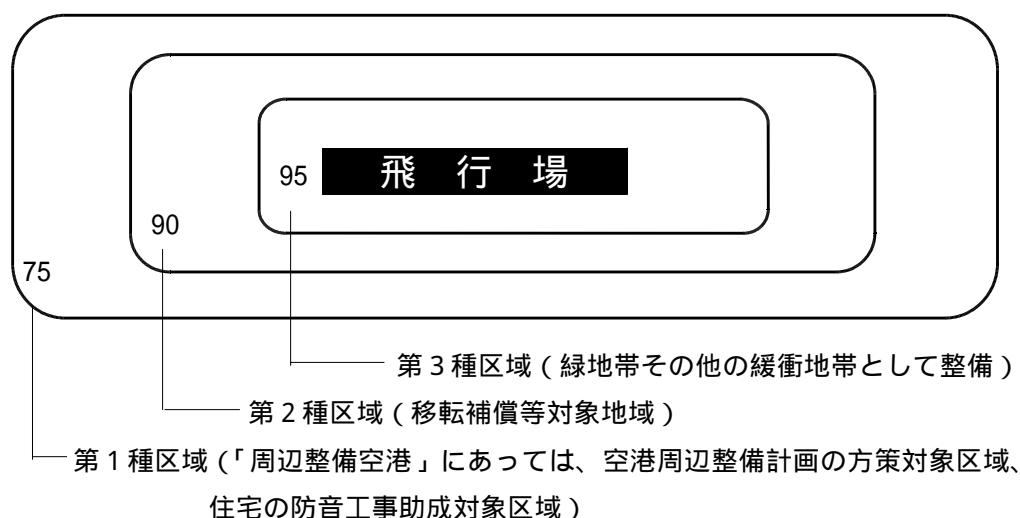 95 飛 行 場
90
75
第3種区域(緑地帯その他の緩衝地帯として整備)
第2種区域(移転補償等対象地域)
第1種区域(「周辺整備空港」にあっては、空港周辺整備計画の方策対象区域、
住宅の防音工事助成対象区域)